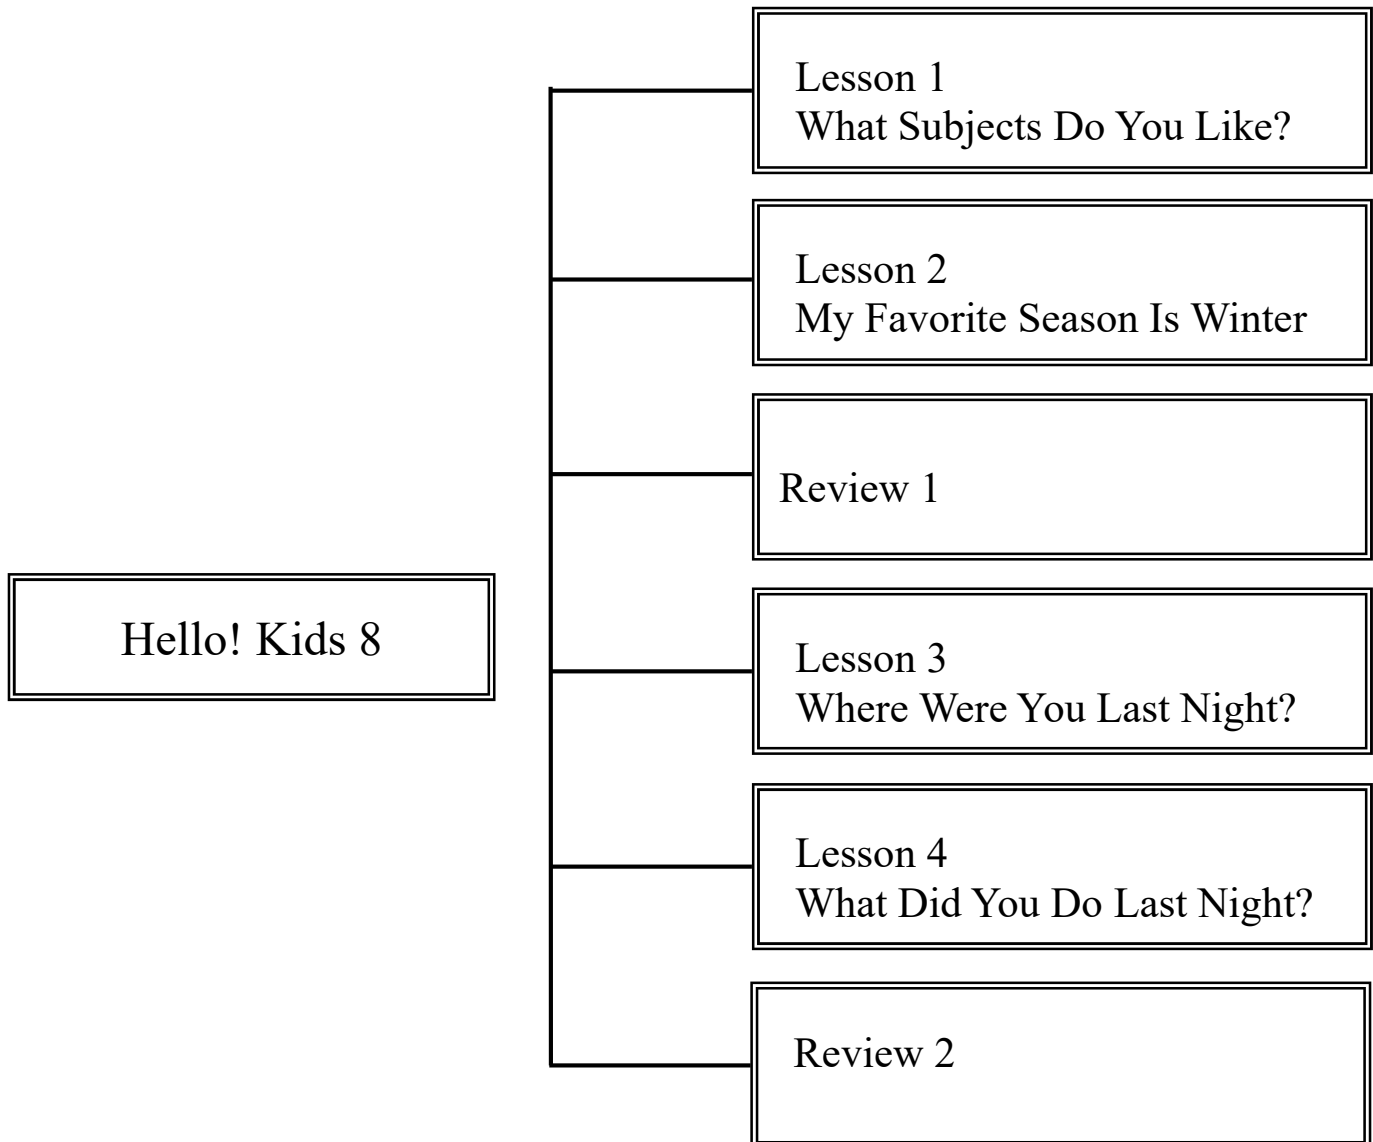 Hello! Kids 8
Lesson 1
What Subjects Do You Like?
Lesson 2
My Favorite Season Is Winter
Review 1
Lesson 3
Where Were You Last Night?
Lesson 4
What Did You Do Last Night?
Review 2